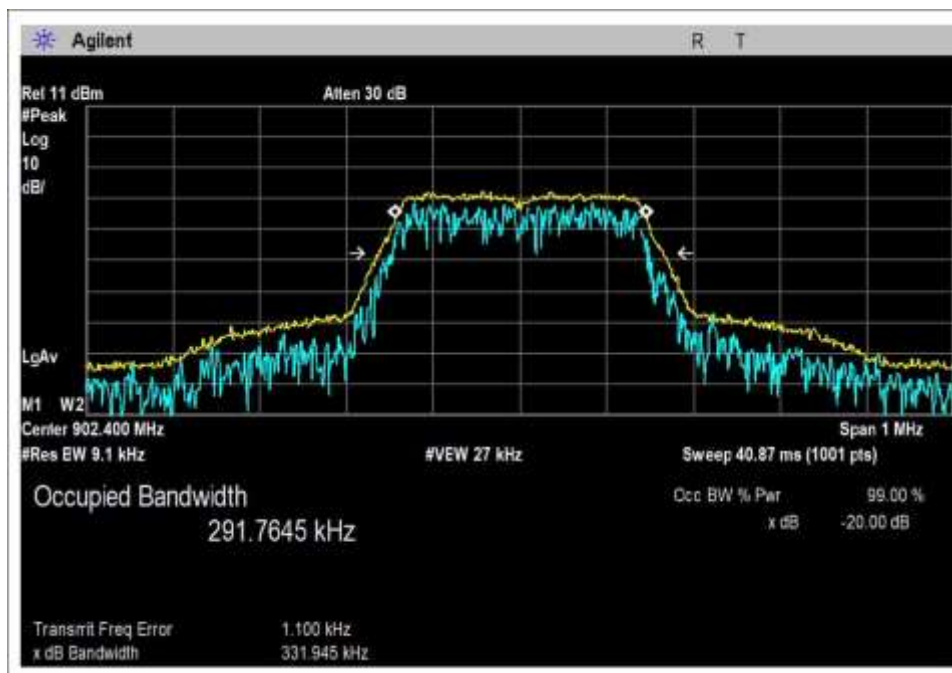 Agilent R T
Ref 11 dBm Atten 30 dB
#Peak
Log
10
dB/
LgAv
M1 W2
Center 902.400 MHz Span 1 MHz
#Res BW 9.1 kHz #VBW 27 kHz Sweep 40.87 ms (1001 pts)
Occupied Bandwidth Occ BW % Pwr 99.00 %
291.7645 kHz x dB -20.00 dB
Transmit Freq Error 1.100 kHz
x dB Bandwidth 331.945 kHz